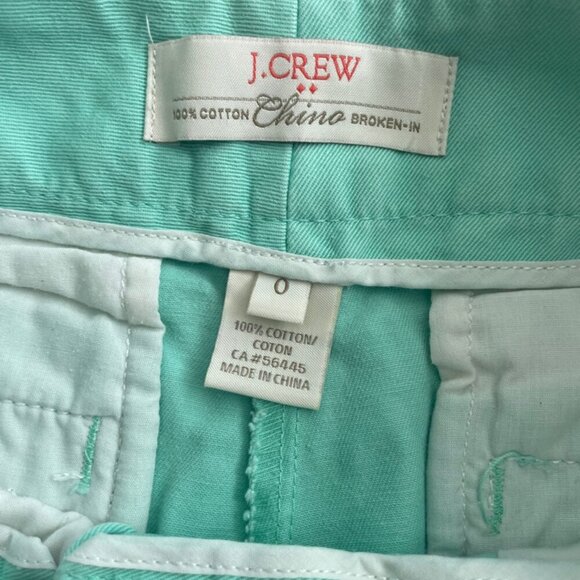 J.CREW
100% COTTON Chino BROKEN-IN
0
100% COTTON/
COTON
CA #56445
MADE IN CHINA